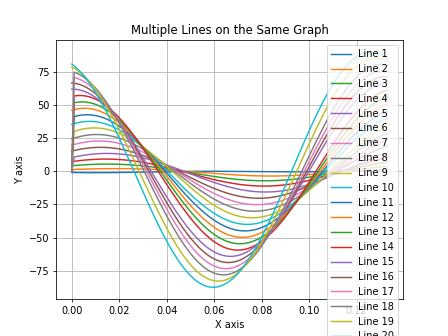 Multiple Lines on the Same Graph
Y axis
75
50
25
0
−25
−50
−75
0.00
0.02
0.04
0.06
0.08
0.10
X axis
Line 1
Line 2
Line 3
Line 4
Line 5
Line 6
Line 7
Line 8
Line 9
Line 10
Line 11
Line 12
Line 13
Line 14
Line 15
Line 16
Line 17
Line 18
Line 19
Line 20